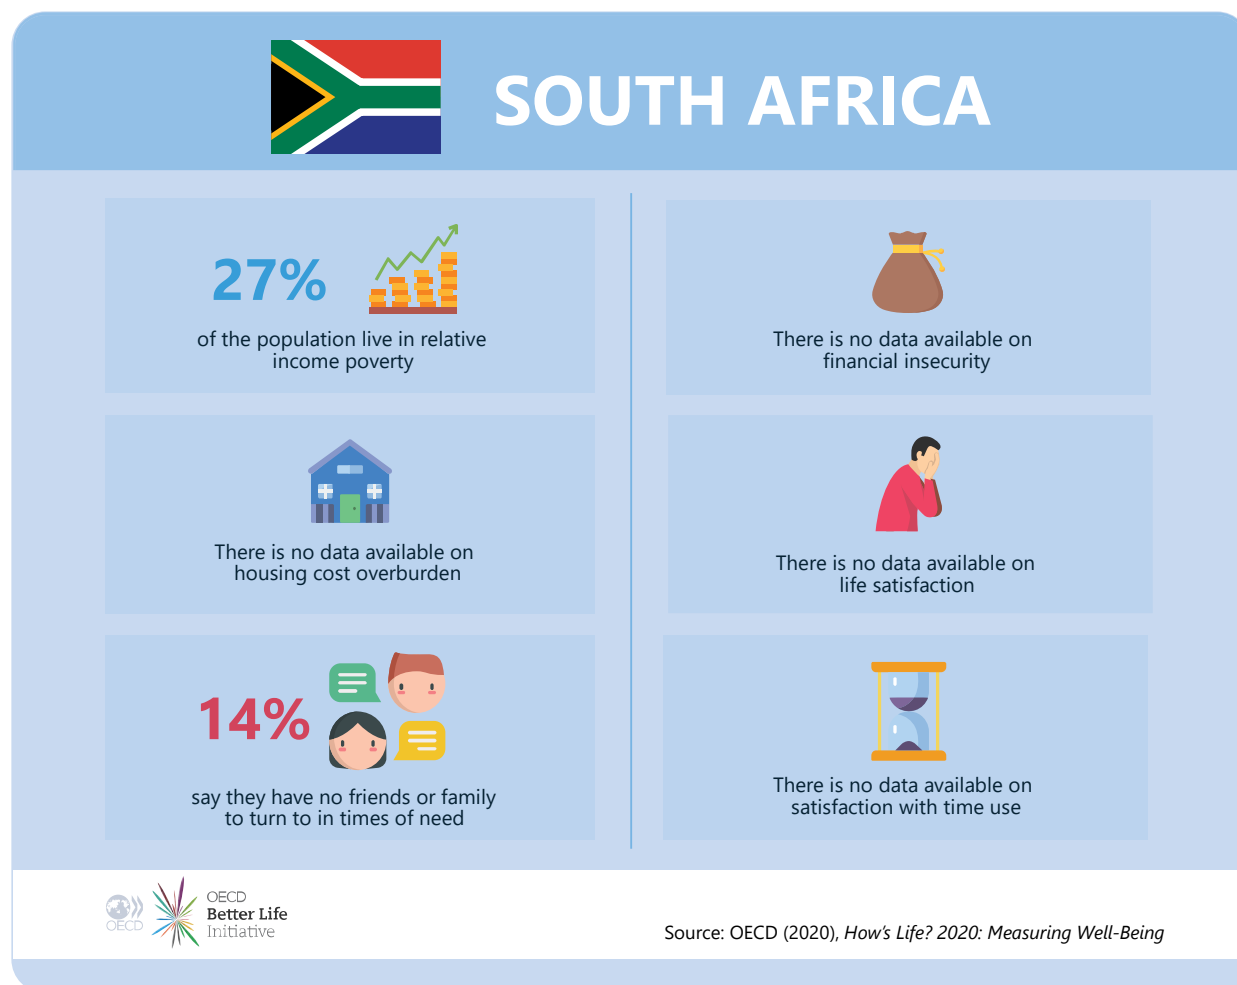 SOUTH AFRICA
27%
of the population live in relative
income poverty
There is no data available on
financial insecurity
There is no data available on
housing cost overburden
There is no data available on
life satisfaction
14%
say they have no friends or family
to turn to in times of need
There is no data available on
satisfaction with time use
OECD
OECD
Better Life
Initiative
Source: OECD (2020), How's Life? 2020: Measuring Well-Being